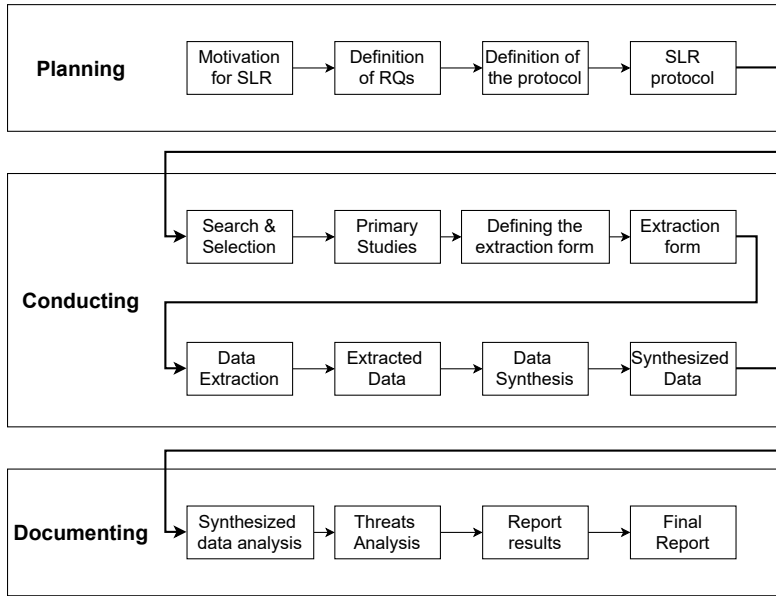 Planning
Motivation
for SLR
Definition
of RQs
Definition of
the protocol
SLR
protocol
Conducting
Search &
Selection
Primary
Studies
Defining the
extraction form
Extraction
form
Data
Extraction
Extracted
Data
Data
Synthesis
Synthesized
Data
Documenting
Synthesized
data analysis
Threats
Analysis
Report
results
Final
Report